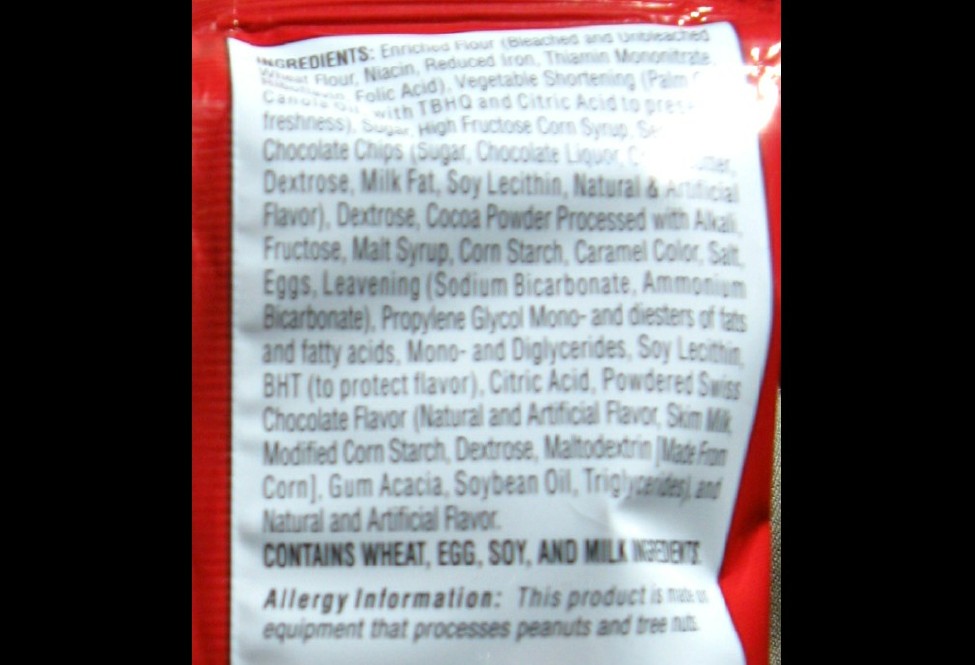 INGREDIENTS: Enriched Flour (Bleached and Unbleached
Wheat Flour, Niacin, Reduced Iron, Thiamin Mononitrate,
Folic Acid), Vegetable Shortening (Palm
Canola Oil with TBHQ and Citric Acid to
freshness), Sugar, High Fructose Corn Syrup,
Chocolate Chips (Sugar, Chocolate Liquor,
Dextrose, Milk Fat, Soy Lecithin, Natural & Artificial
Flavor), Dextrose, Cocoa Powder Processed with Alkali,
Fructose, Malt Syrup, Corn Starch, Caramel Color, Salt,
Eggs, Leavening (Sodium Bicarbonate, Ammonium
Bicarbonate), Propylene Glycol Mono- and diesters of fats
and fatty acids, Mono- and Diglycerides, Soy Lecithin,
BHT (to protect flavor), Citric Acid, Powdered Swiss
Chocolate Flavor (Natural and Artificial Flavor, Skim Milk,
Modified Corn Starch, Dextrose, Maltodextrin [Made From
Corn], Gum Acacia, Soybean Oil, Triglycerides), and
Natural and Artificial Flavor.
CONTAINS WHEAT, EGG, SOY, AND MILK INGREDIENTS.
Allergy Information: This product is made on
equipment that processes peanuts and tree nuts.